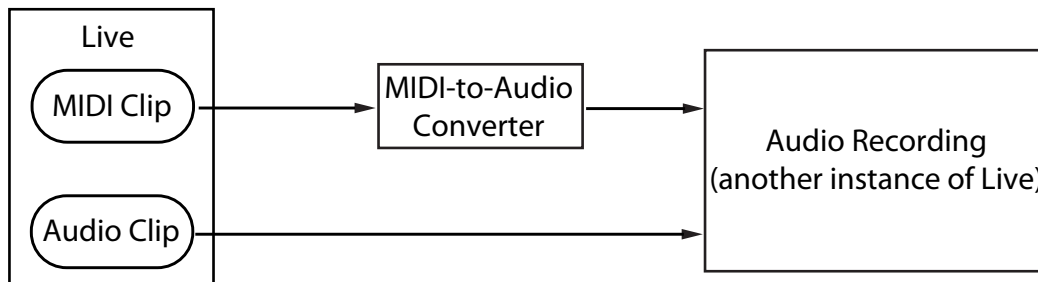 Live
MIDI Clip
MIDI-to-Audio
Converter
Audio Recording
(another instance of Live)
Audio Clip